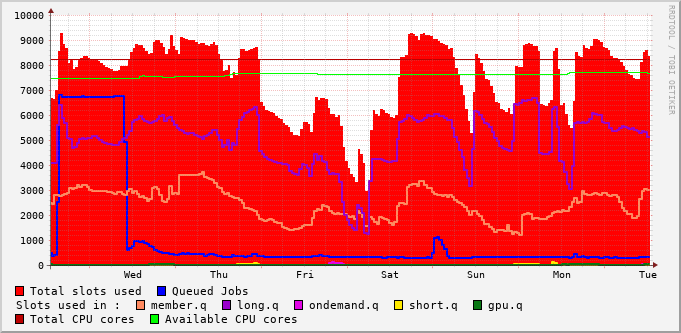 10000
9000
8000
7000
6000
5000
4000
3000
2000
1000
0
Wed Thu Fri Sat Sun Mon Tue
RRDTOOL / TOBI OETIKER
Total slots used Queued Jobs
Slots used in : member.q long.q ondemand.q short.q gpu.q
Total CPU cores Available CPU cores